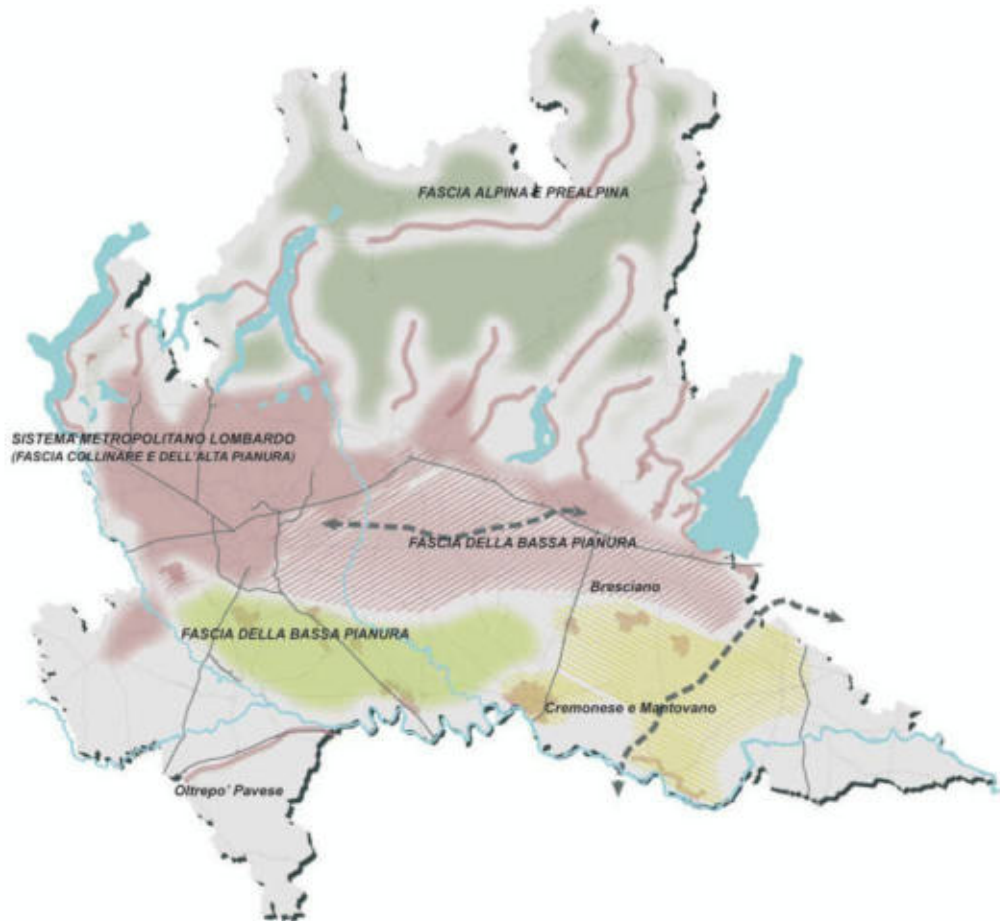 FASCIA ALPINA E PREALPINA
SISTEMA METROPOLITANO LOMBARDO
(FASCIA COLLINARE E DELL'ALTA PIANURA)
FASCIA DELLA BASSA PIANURA
Bresciano
FASCIA DELLA BASSA PIANURA
Cremonese e Mantovano
Oltrepo' Pavese